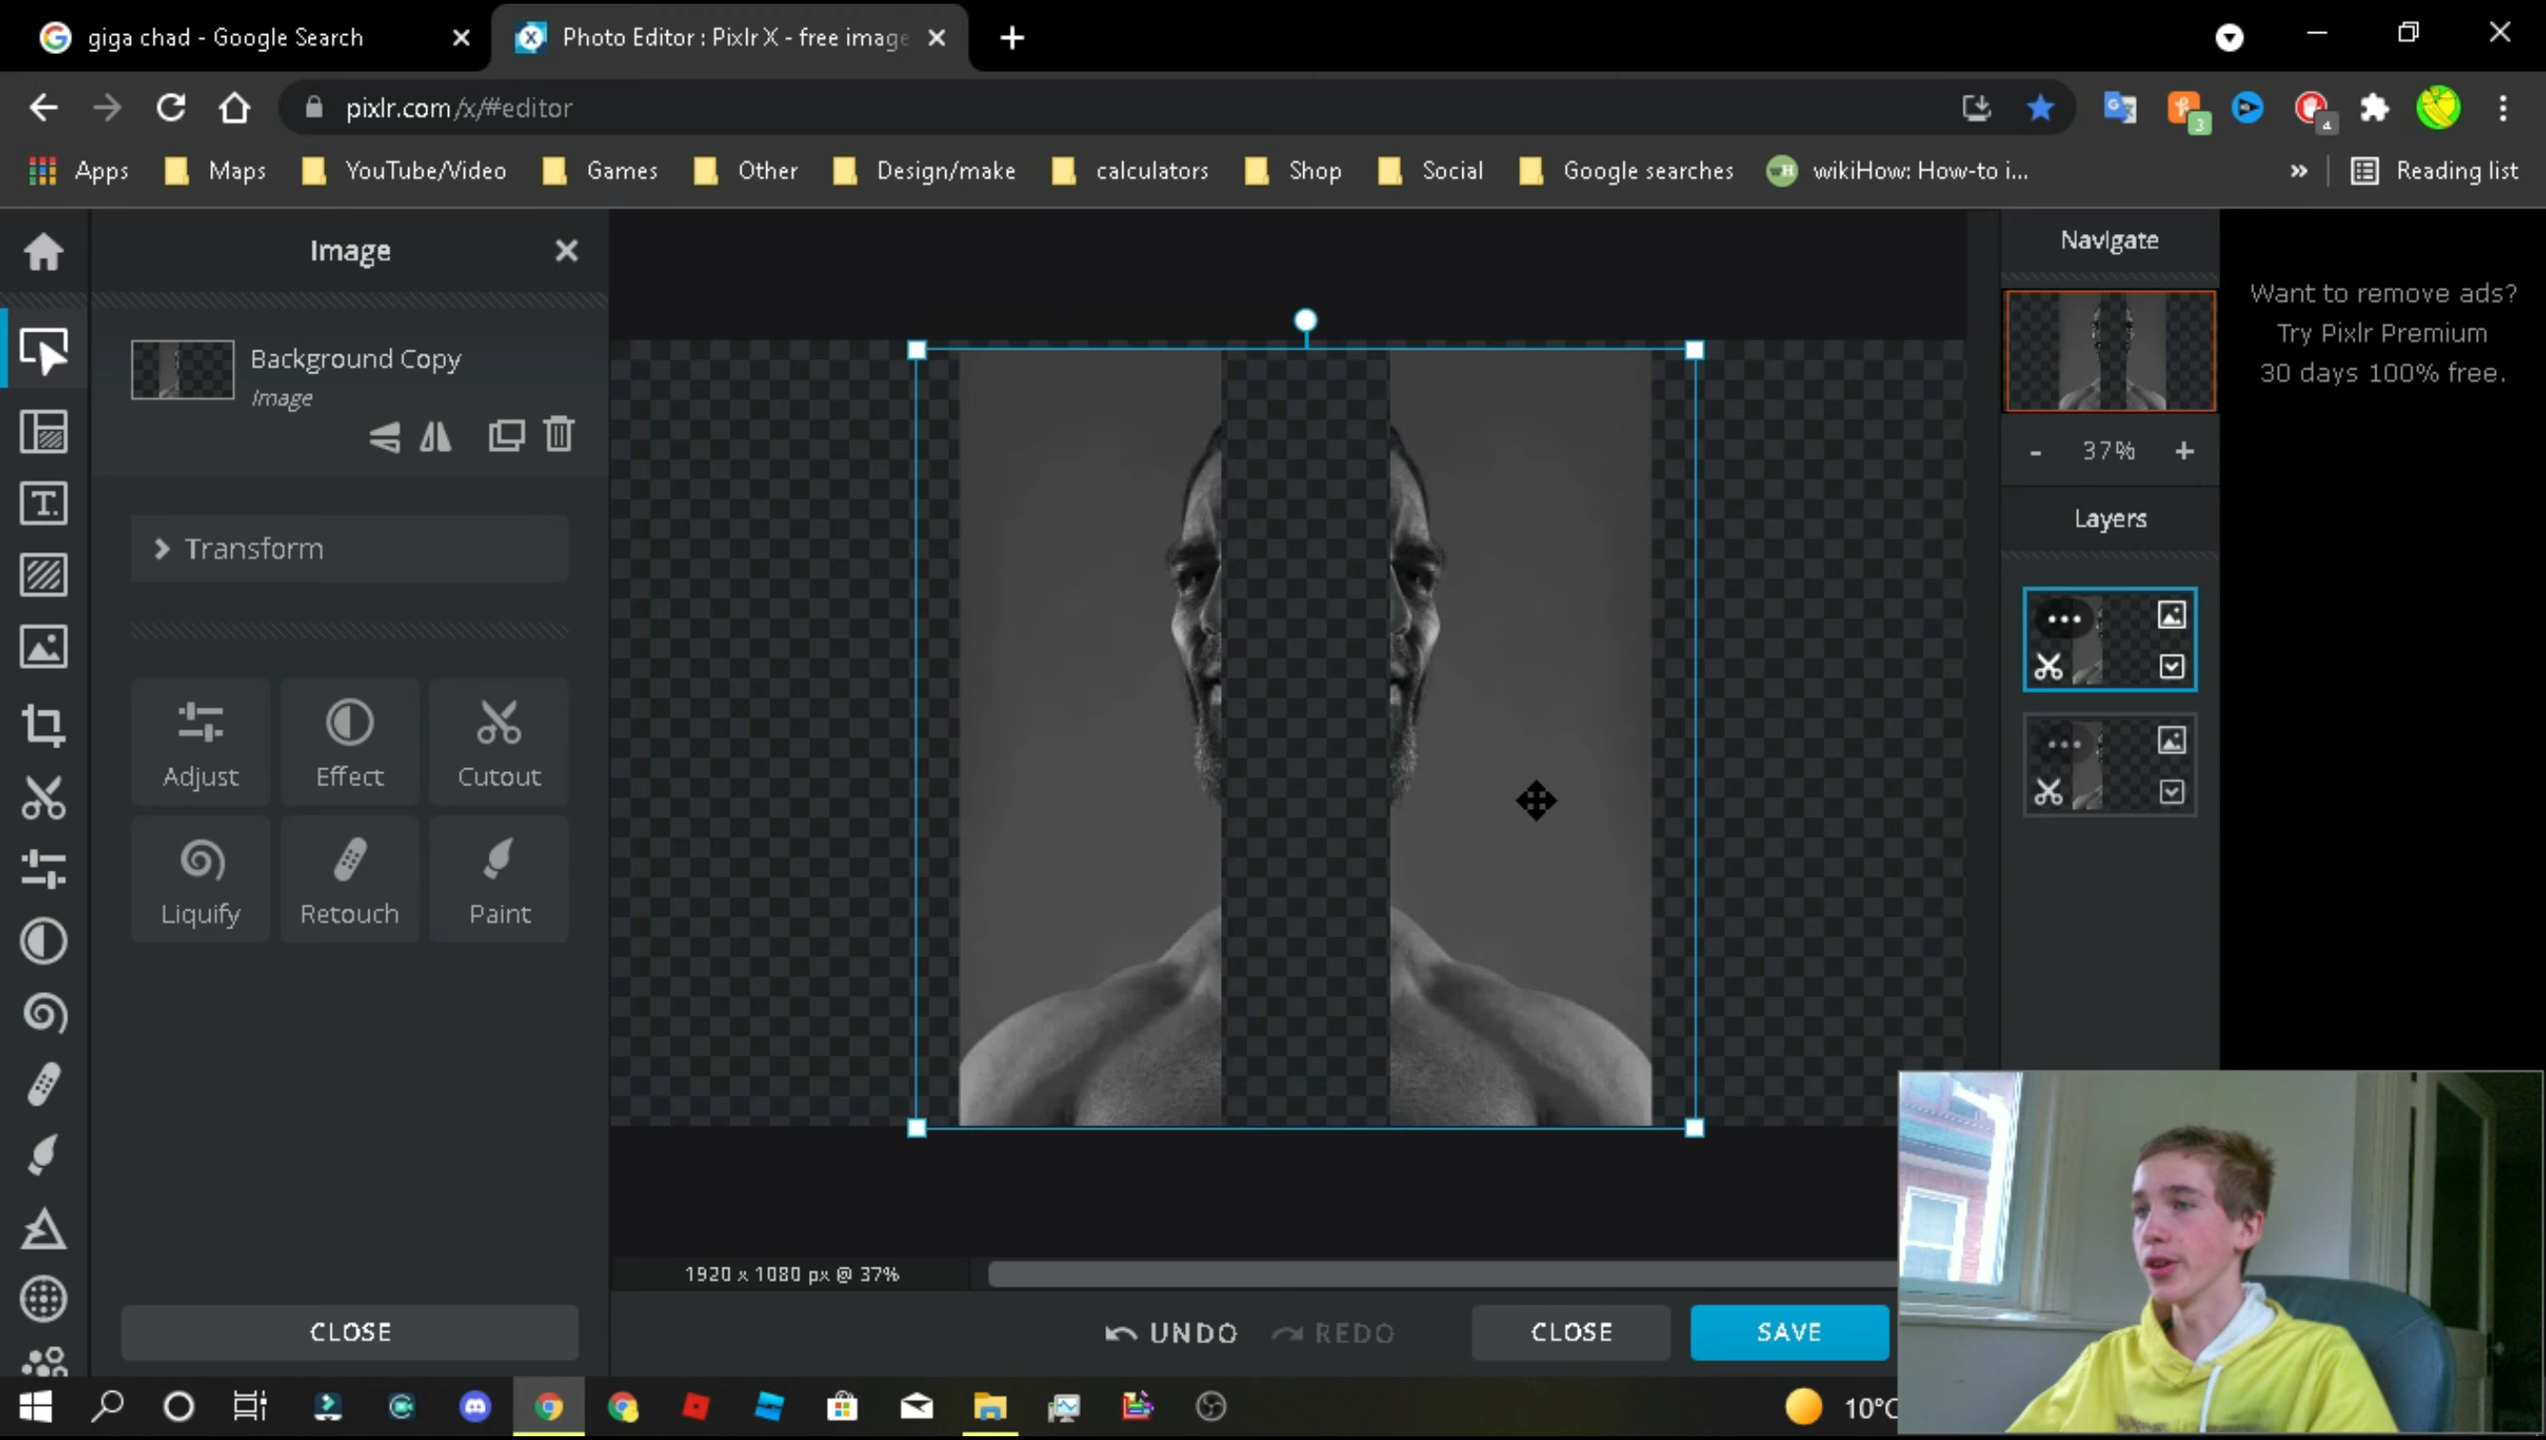 giga chad - Google Search
Photo Editor : Pixlr X - free image
pixlr.com/x/#editor
3
4
Apps
Maps
YouTube/Video
Games
Other
Design/make
calculators
Shop
Social
Google searches
wikiHow: How-to i...
Reading list
Image
Background Copy
Image
Transform
Adjust
Effect
Cutout
Liquify
Retouch
Paint
CLOSE
Navigate
- 37% +
Layers
Want to remove ads?
Try Pixlr Premium
30 days 100% free.
1920 x 1080 px @ 37%
UNDO
REDO
CLOSE
SAVE
10°C